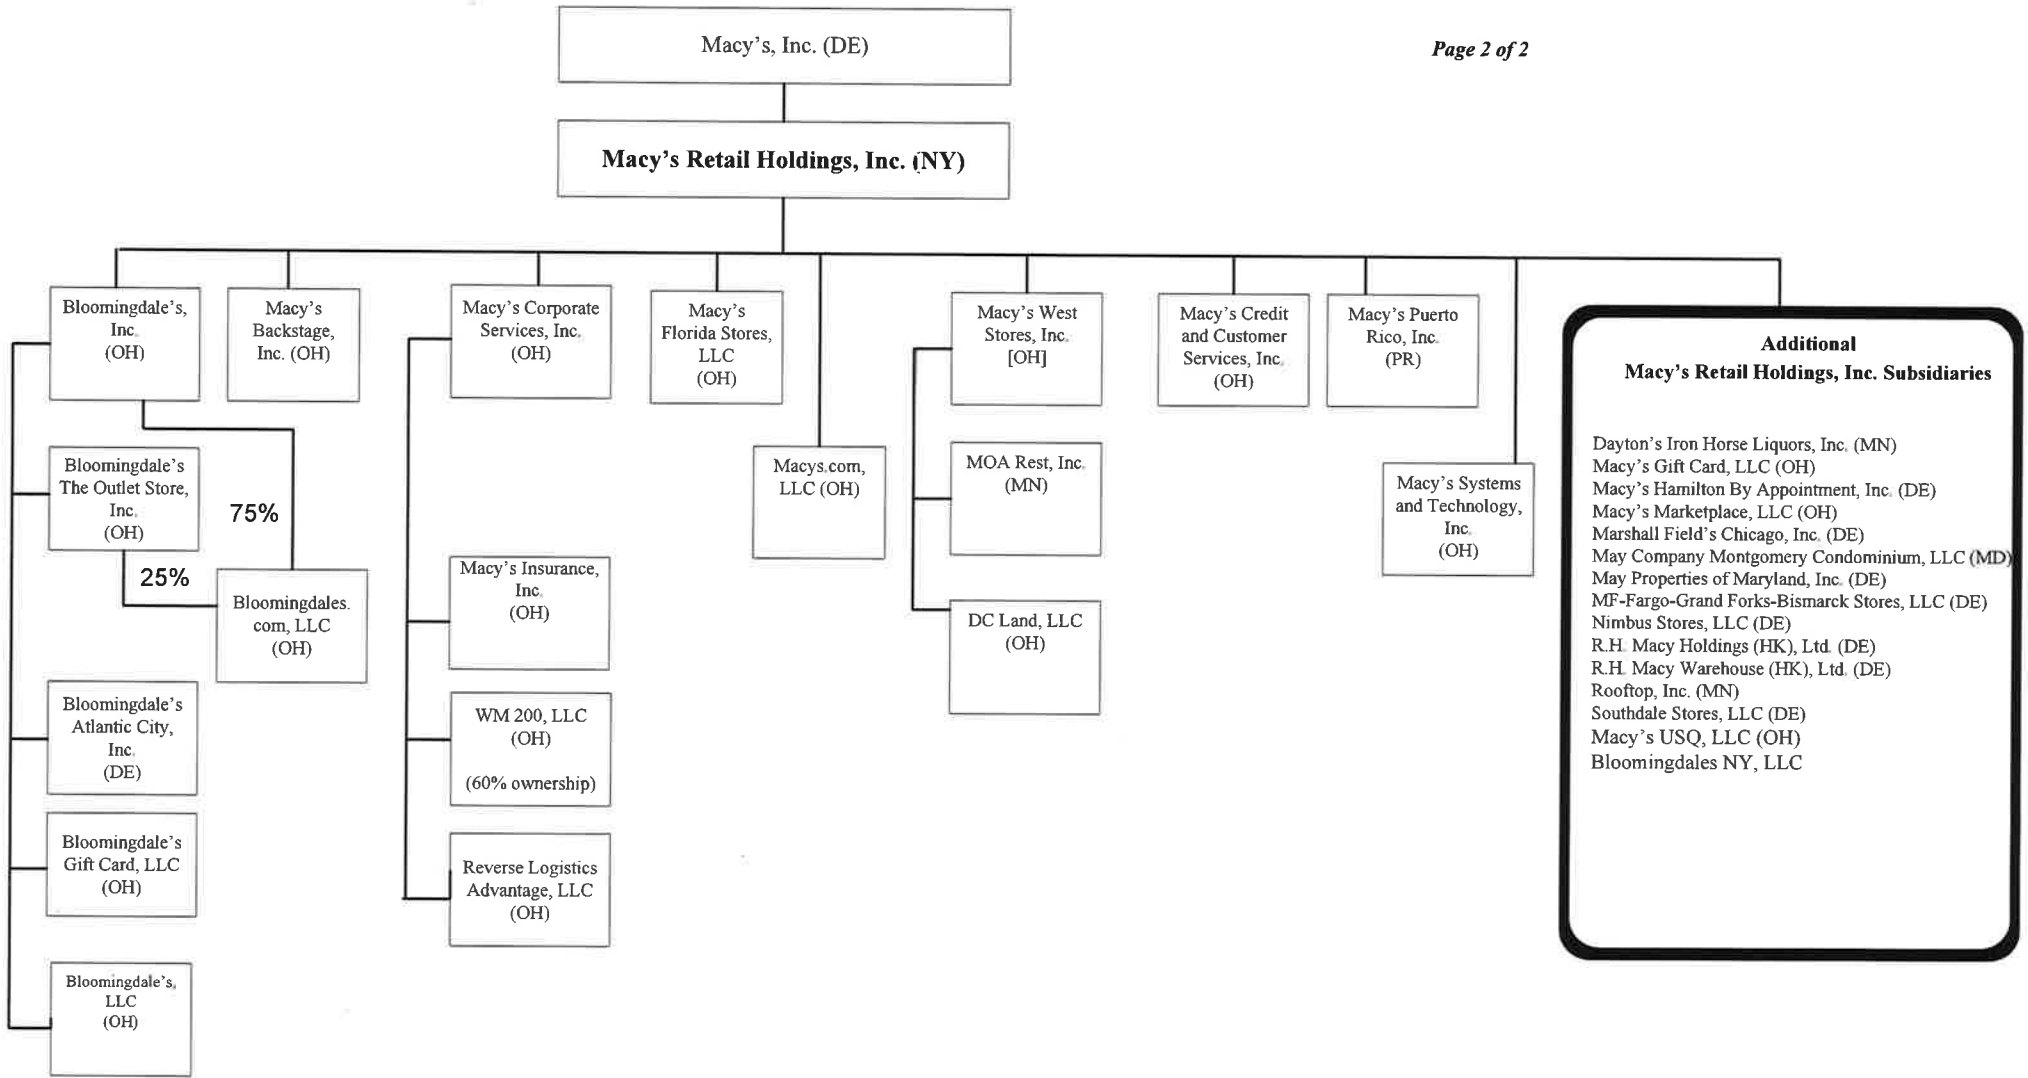 Macy's, Inc. (DE)
Page 2 of 2
Macy's Retail Holdings, Inc. (NY)
Bloomingdale's,
Inc.
(OH)
Macy's
Backstage,
Inc. (OH)
Macy's Corporate
Services, Inc.
(OH)
Macy's
Florida Stores,
LLC
(OH)
Macy's West
Stores, Inc.
[OH]
Macy's Credit
and Customer
Services, Inc.
(OH)
Macy's Puerto
Rico, Inc.
(PR)
Additional
Macy's Retail Holdings, Inc. Subsidiaries
Dayton's Iron Horse Liquors, Inc. (MN)
Macy's Gift Card, LLC (OH)
Macy's Hamilton By Appointment, Inc. (DE)
Macy's Marketplace, LLC (OH)
Marshall Field's Chicago, Inc. (DE)
May Company Montgomery Condominium, LLC (MD)
May Properties of Maryland, Inc. (DE)
MF-Fargo-Grand Forks-Bismarck Stores, LLC (DE)
Nimbus Stores, LLC (DE)
R.H. Macy Holdings (HK), Ltd. (DE)
R.H. Macy Warehouse (HK), Ltd. (DE)
Rooftop, Inc. (MN)
Southdale Stores, LLC (DE)
Macy's USQ, LLC (OH)
Bloomingdales NY, LLC
Bloomingdale's
The Outlet Store,
Inc.
(OH)
75%
25%
Bloomingdales.
com, LLC
(OH)
Macys.com,
LLC (OH)
MOA Rest, Inc.
(MN)
Macy's Systems
and Technology,
Inc.
(OH)
Macy's Insurance,
Inc.
(OH)
DC Land, LLC
(OH)
Bloomingdale's
Atlantic City,
Inc.
(DE)
WM 200, LLC
(OH)
(60% ownership)
Bloomingdale's
Gift Card, LLC
(OH)
Reverse Logistics
Advantage, LLC
(OH)
Bloomingdale's,
LLC
(OH)